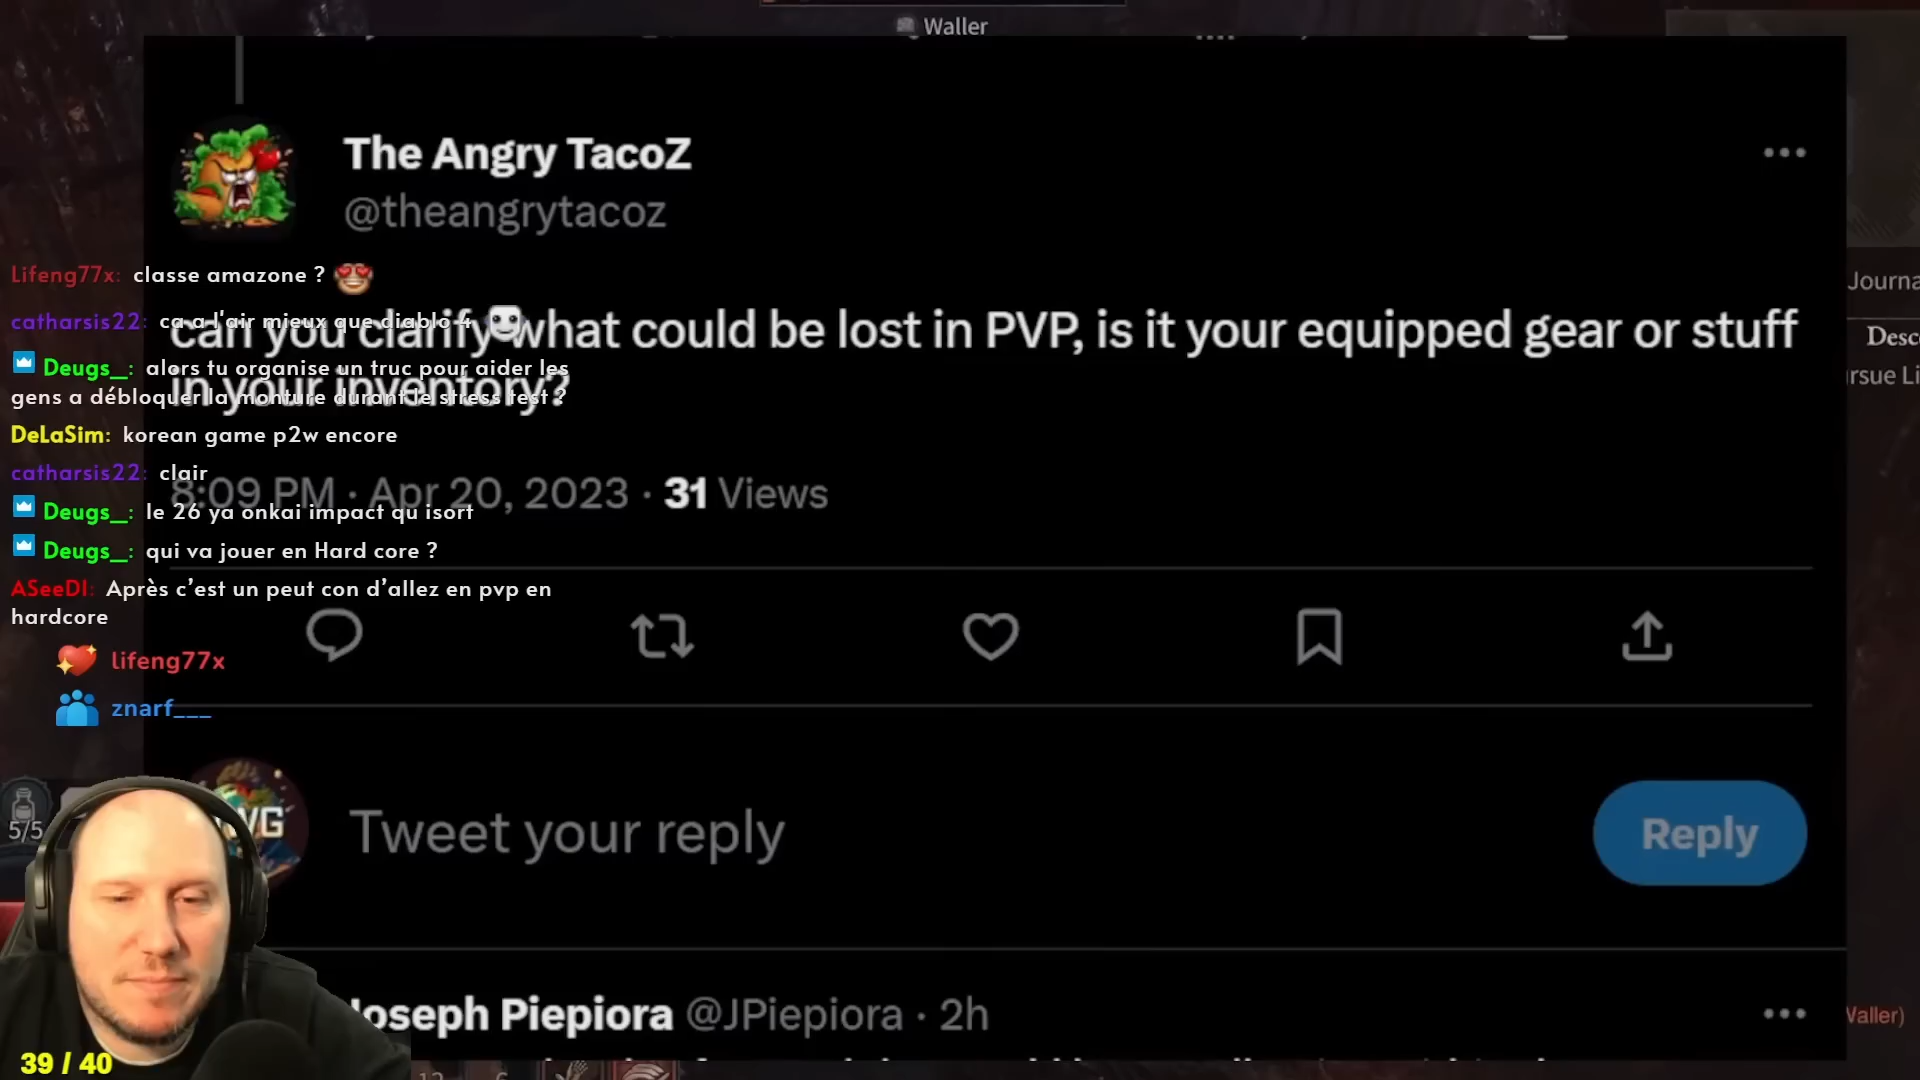 Waller
The Angry TacoZ
@theangrytacoz
Lifeng77x: classe amazone ?
catharsis22: ca a l'air mieux que diablo 4
can you clarify what could be lost in PVP, is it your equipped gear or stuff
in your inventory?
Deugs_: alors tu organise un truc pour aider les
gens a débloquer la monture durant le stress test ?
DeLaSim: korean game p2w encore
catharsis22: clair
8:09 PM · Apr 20, 2023 · 31 Views
Deugs_: le 26 ya onkai impact qu isort
Deugs_: qui va jouer en Hard core ?
ASeeDI: Après c’est un peut con d’allez en pvp en
hardcore
lifeng77x
znarf___
5/5
WG
Tweet your reply
Reply
Joseph Piepiora @JPiepiora · 2h
39 / 40
Journa
Desc
rsue Li
Waller)